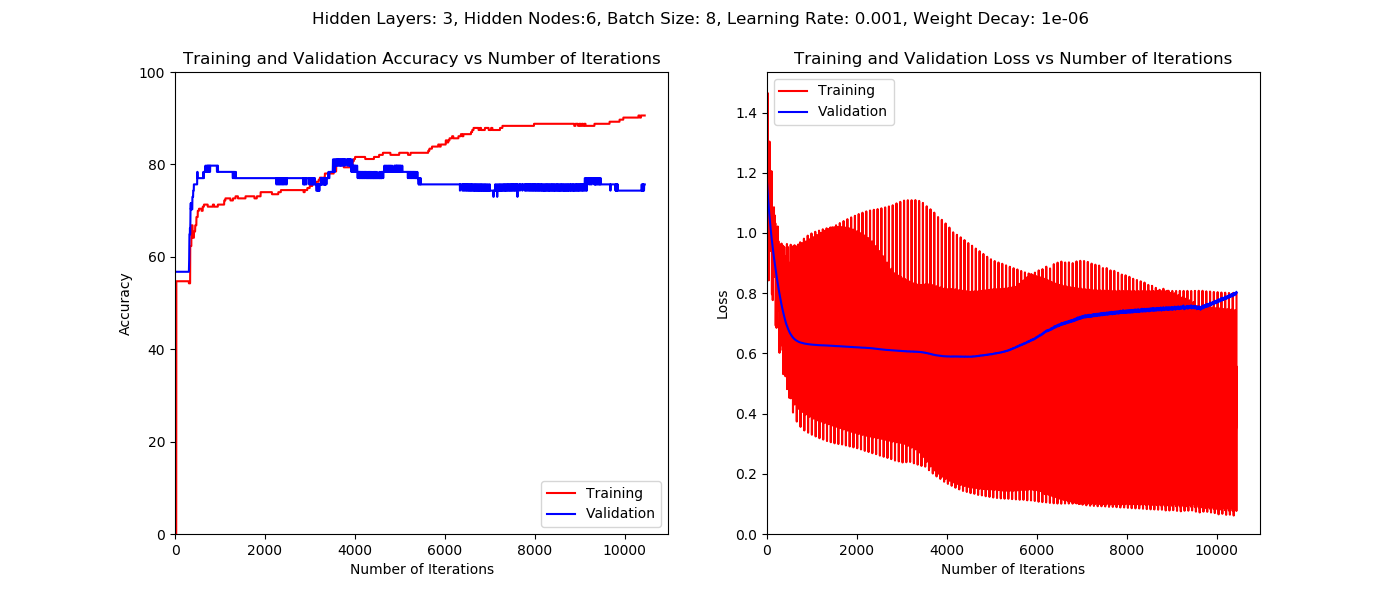 Hidden Layers: 3, Hidden Nodes:6, Batch Size: 8, Learning Rate: 0.001, Weight Decay: 1e-06
Training and Validation Accuracy vs Number of Iterations
100
80
60
40
20
0
Accuracy
0 2000 4000 6000 8000 10000
Number of Iterations
Training
Validation
Training and Validation Loss vs Number of Iterations
Training
Validation
1.4
1.2
1.0
0.8
0.6
0.4
0.2
0.0
Loss
0 2000 4000 6000 8000 10000
Number of Iterations